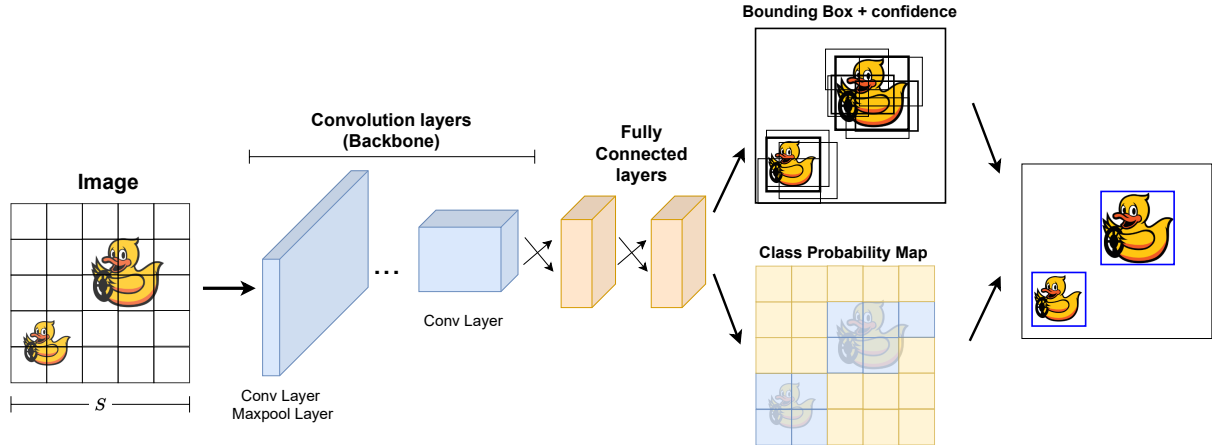 Bounding Box + confidence
Convolution layers
(Backbone)
Fully
Connected
layers
Image
...
Class Probability Map
Conv Layer
Conv Layer
Maxpool Layer
S